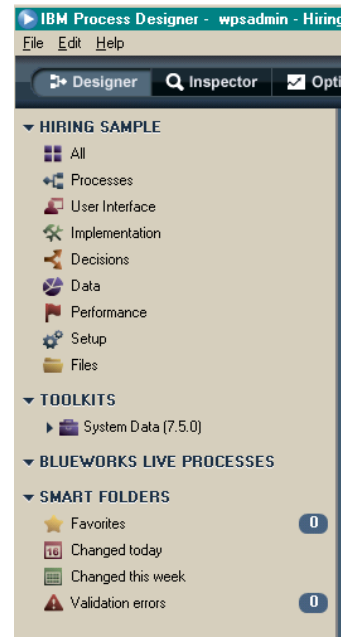 IBM Process Designer - wpsadmin - Hiring
File Edit Help
Designer Inspector Opti
HIRING SAMPLE
All
Processes
User Interface
Implementation
Decisions
Data
Performance
Setup
Files
TOOLKITS
System Data (7.5.0)
BLUEWORKS LIVE PROCESSES
SMART FOLDERS
Favorites 0
16 Changed today
Changed this week
Validation errors 0